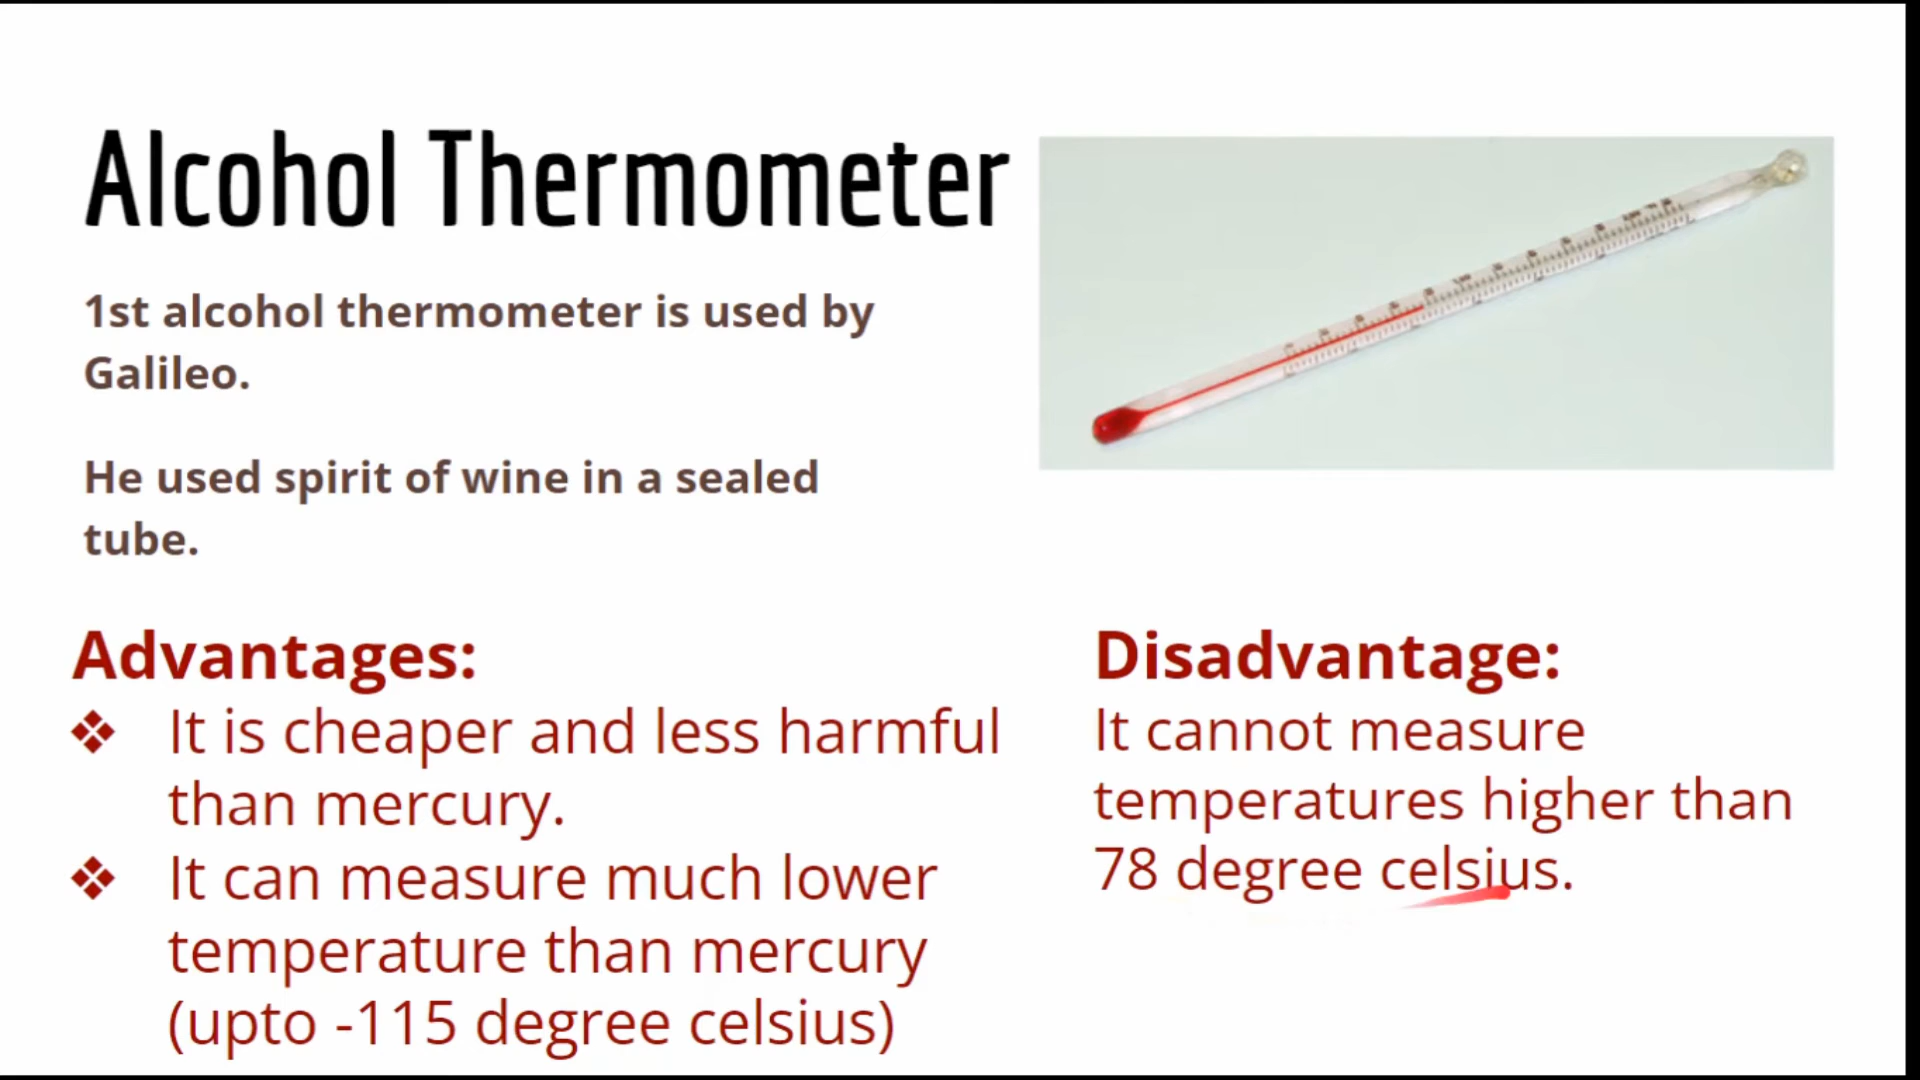 Alcohol Thermometer
1st alcohol thermometer is used by
Galileo.
He used spirit of wine in a sealed
tube.
Advantages:
❖ It is cheaper and less harmful
than mercury.
❖ It can measure much lower
temperature than mercury
(upto -115 degree celsius)
Disadvantage:
It cannot measure
temperatures higher than
78 degree celsius.